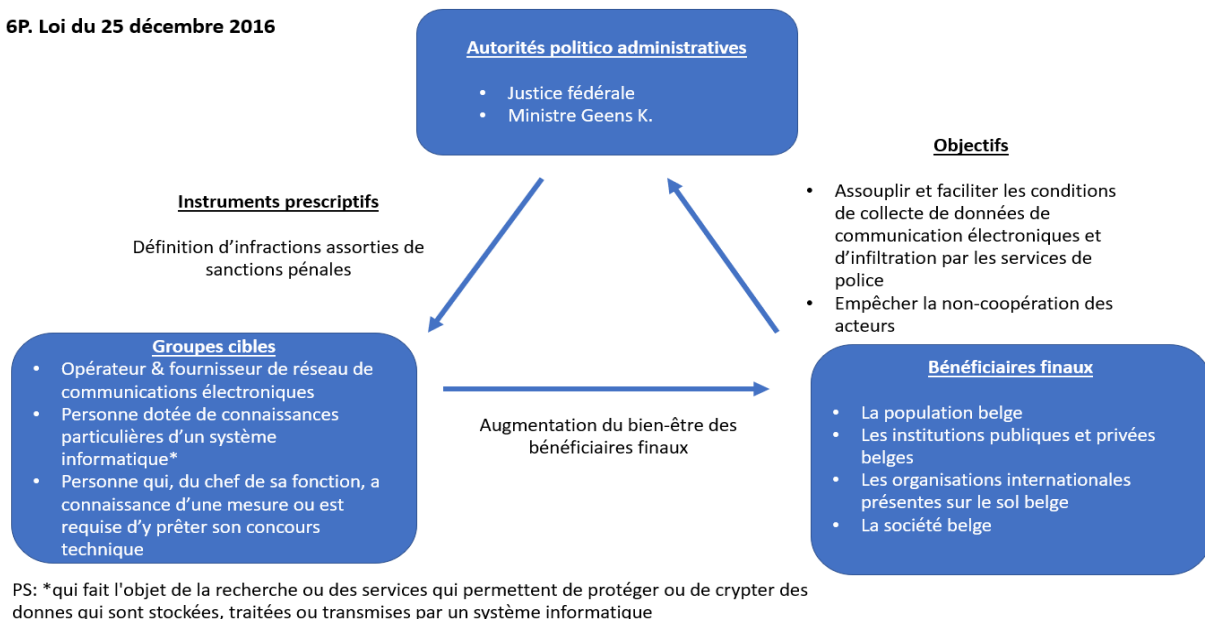 6P. Loi du 25 décembre 2016
Autorités politico administratives
• Justice fédérale
• Ministre Geens K.
Objectifs
• Assouplir et faciliter les conditions
de collecte de données de
communication électroniques et
d'infiltration par les services de
police
• Empêcher la non-coopération des
acteurs
Instruments prescriptifs
Définition d'infractions assorties de
sanctions pénales
Groupes cibles
• Opérateur & fournisseur de réseau de
communications électroniques
• Personne dotée de connaissances
particulières d'un système
informatique*
• Personne qui, du chef de sa fonction, a
connaissance d'une mesure ou est
requise d'y prêter son concours
technique
Augmentation du bien-être des
bénéficiaires finaux
Bénéficiaires finaux
• La population belge
• Les institutions publiques et privées
belges
• Les organisations internationales
présentes sur le sol belge
• La société belge
PS: *qui fait l'objet de la recherche ou des services qui permettent de protéger ou de crypter des
donnes qui sont stockées, traitées ou transmises par un système informatique